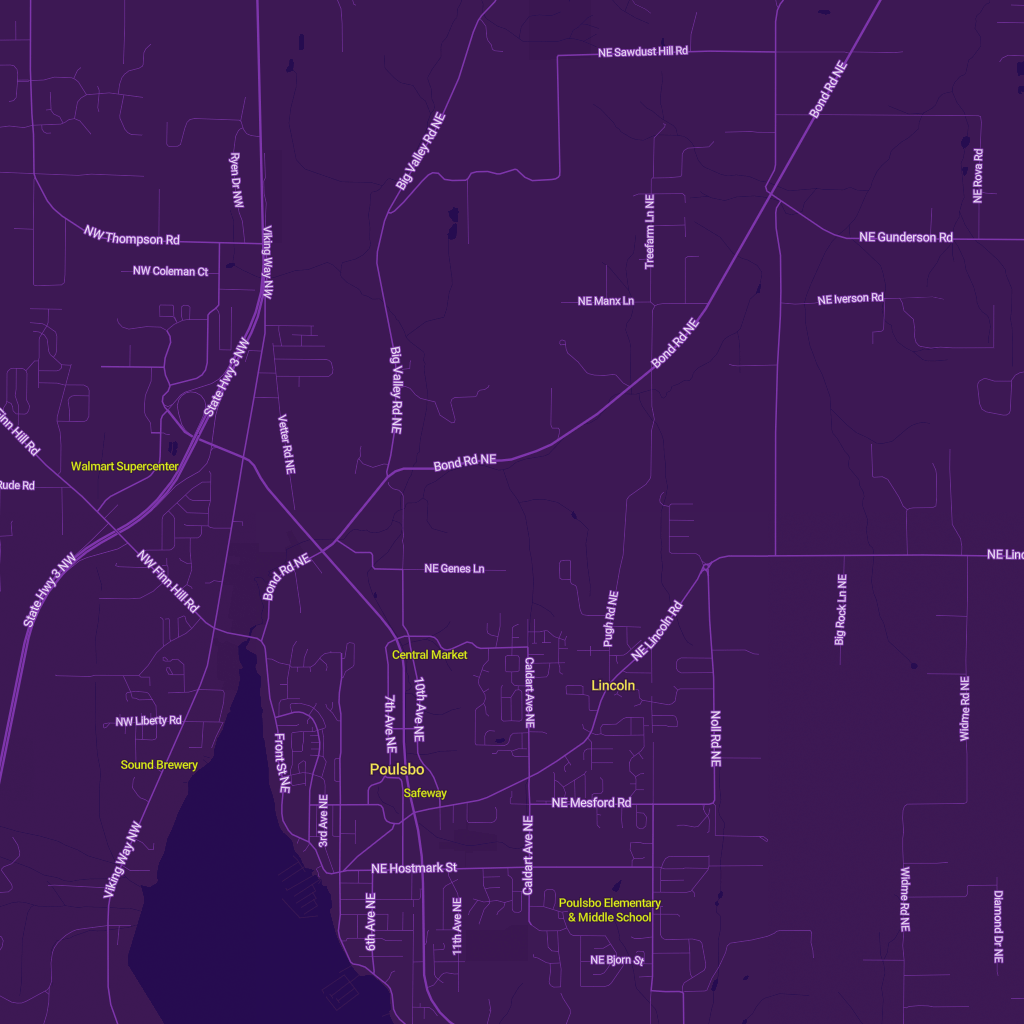 NE Sawdust Hill Rd
Bond Rd NE
Big Valley Rd NE
Ryen Dr NW
NE Rova Rd
Treefarm Ln NE
NW Thompson Rd
NE Gunderson Rd
Viking Way NW
NW Coleman Ct
NE Manx Ln
NE Iverson Rd
Bond Rd NE
State Hwy 3 NW
Big Valley Rd NE
Finn Hill Rd
Vetter Rd NE
Walmart Supercenter
Bond Rd NE
Rude Rd
NE Linc
State Hwy 3 NW
NW Finn Hill Rd
Bond Rd NE
NE Genes Ln
Pugh Rd NE
Big Rock Ln NE
NE Lincoln Rd
Central Market
Caldart Ave NE
Lincoln
7th Ave NE
10th Ave NE
Widme Rd NE
NW Liberty Rd
Noll Rd NE
Front St NE
Sound Brewery
Poulsbo
Safeway
NE Mesford Rd
3rd Ave NE
Viking Way NW
Caldart Ave NE
NE Hostmark St
Widme Rd NE
Poulsbo Elementary
& Middle School
6th Ave NE
11th Ave NE
Diamond Dr NE
NE Bjorn St